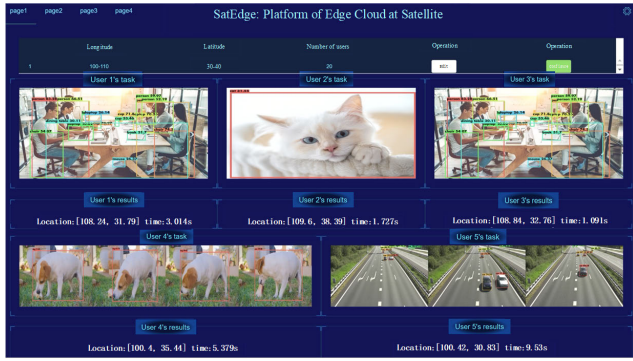 page1 page2 page3 page4
SatEdge: Platform of Edge Cloud at Satellite
Longitude Latitude Number of users Operation Operation
1 100-110 30-40 20
User 1's task User 2's task User 3's task
User 1's results User 2's results User 3's results
Location:[108.24, 31.79] time:3.014s Location:[109.6, 38.39] time:1.727s Location:[108.84, 32.76] time:1.091s
User 4's task User 5's task
User 4's results User 5's results
Location:[100.4, 35.44] time:5.379s Location:[100.42, 30.83] time:9.53s